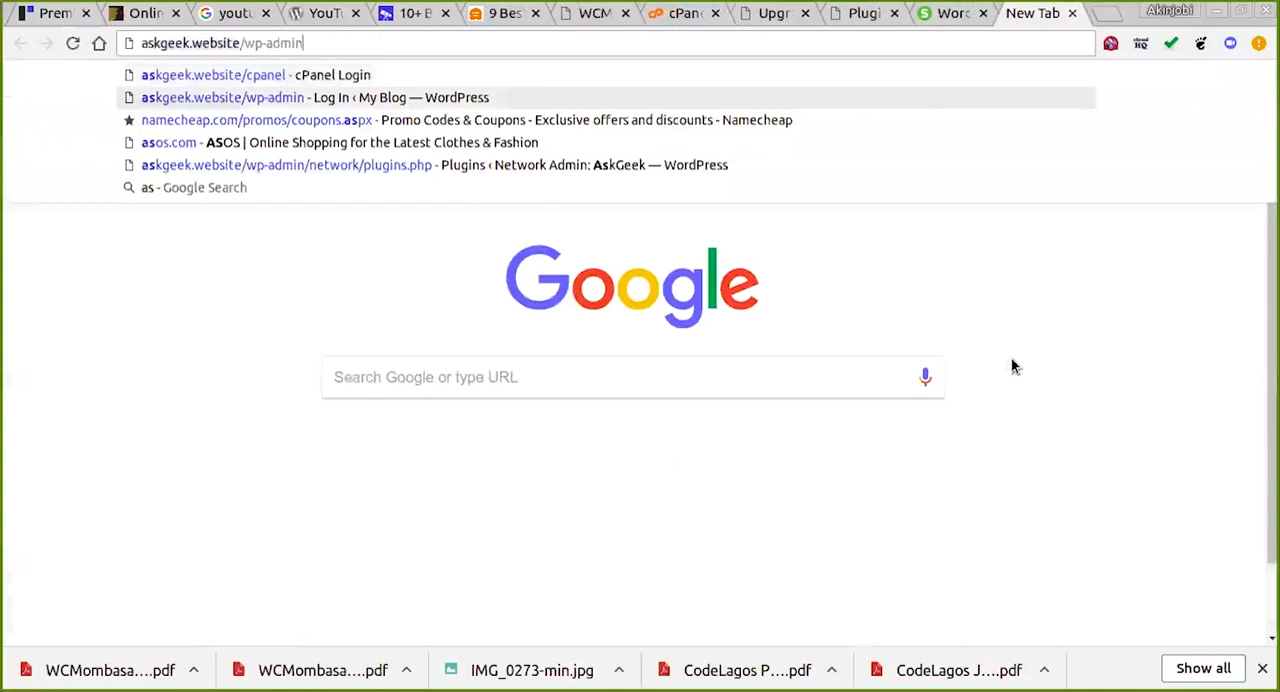 Prem
Onlin
youtu
YouTu
10+ B
9 Bes
WCM
cPane
Upgr
Plugi
Word
New Tab
Akinjobi
askgeek.website/wp-admin
askgeek.website/cpanel - cPanel Login
askgeek.website/wp-admin - Log In ‹ My Blog — WordPress
namecheap.com/promos/coupons.aspx - Promo Codes & Coupons - Exclusive offers and discounts - Namecheap
asos.com - ASOS | Online Shopping for the Latest Clothes & Fashion
askgeek.website/wp-admin/network/plugins.php - Plugins ‹ Network Admin: AskGeek — WordPress
as - Google Search
Google
Search Google or type URL
WCMombasa....pdf
WCMombasa....pdf
IMG_0273-min.jpg
CodeLagos P....pdf
CodeLagos J....pdf
Show all